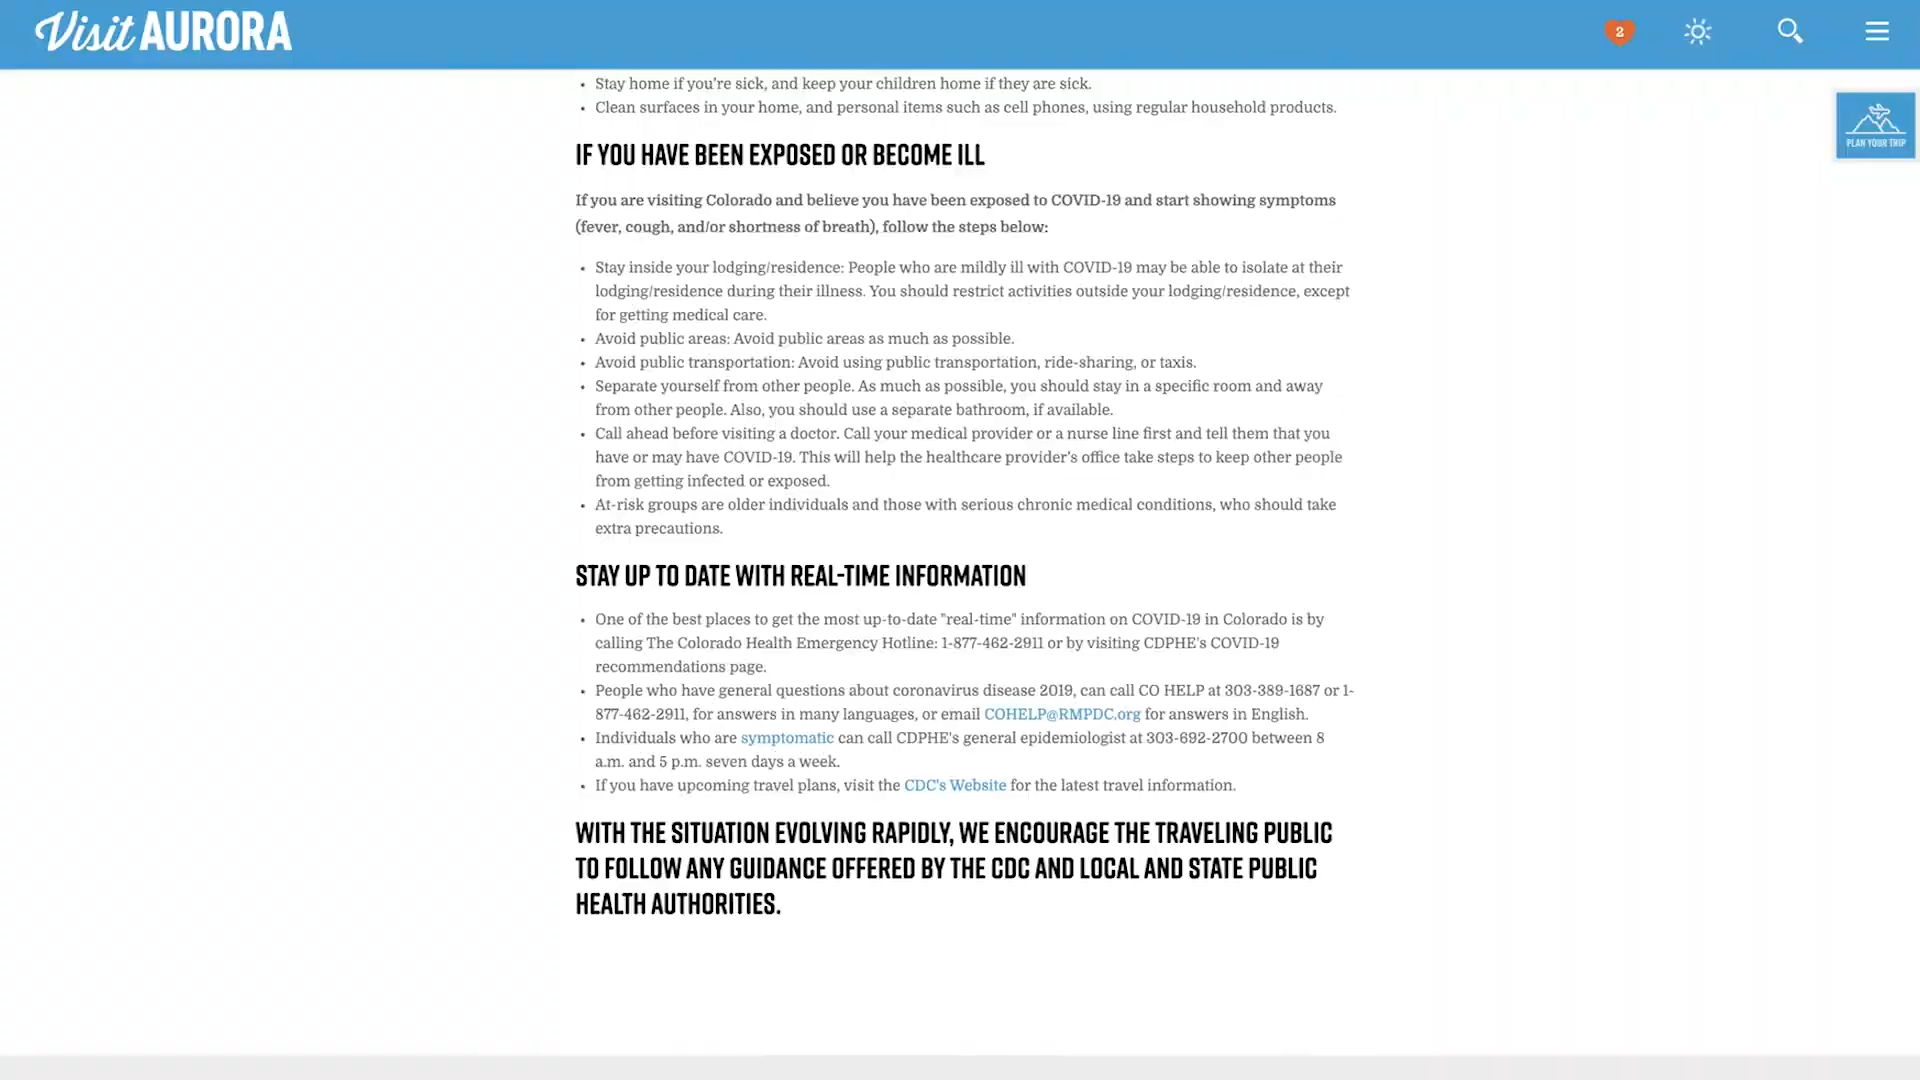 Visit AURORA
2
PLAN YOUR TRIP
• Stay home if you're sick, and keep your children home if they are sick.
• Clean surfaces in your home, and personal items such as cell phones, using regular household products.
IF YOU HAVE BEEN EXPOSED OR BECOME ILL
If you are visiting Colorado and believe you have been exposed to COVID-19 and start showing symptoms
(fever, cough, and/or shortness of breath), follow the steps below:
• Stay inside your lodging/residence: People who are mildly ill with COVID-19 may be able to isolate at their
lodging/residence during their illness. You should restrict activities outside your lodging/residence, except
for getting medical care.
• Avoid public areas: Avoid public areas as much as possible.
• Avoid public transportation: Avoid using public transportation, ride-sharing, or taxis.
• Separate yourself from other people. As much as possible, you should stay in a specific room and away
from other people. Also, you should use a separate bathroom, if available.
• Call ahead before visiting a doctor. Call your medical provider or a nurse line first and tell them that you
have or may have COVID-19. This will help the healthcare provider's office take steps to keep other people
from getting infected or exposed.
• At-risk groups are older individuals and those with serious chronic medical conditions, who should take
extra precautions.
STAY UP TO DATE WITH REAL-TIME INFORMATION
• One of the best places to get the most up-to-date "real-time" information on COVID-19 in Colorado is by
calling The Colorado Health Emergency Hotline: 1-877-462-2911 or by visiting CDPHE's COVID-19
recommendations page.
• People who have general questions about coronavirus disease 2019, can call CO HELP at 303-389-1687 or 1-
877-462-2911, for answers in many languages, or email COHELP@RMPDC.org for answers in English.
• Individuals who are symptomatic can call CDPHE's general epidemiologist at 303-692-2700 between 8
a.m. and 5 p.m. seven days a week.
• If you have upcoming travel plans, visit the CDC's Website for the latest travel information.
WITH THE SITUATION EVOLVING RAPIDLY, WE ENCOURAGE THE TRAVELING PUBLIC
TO FOLLOW ANY GUIDANCE OFFERED BY THE CDC AND LOCAL AND STATE PUBLIC
HEALTH AUTHORITIES.